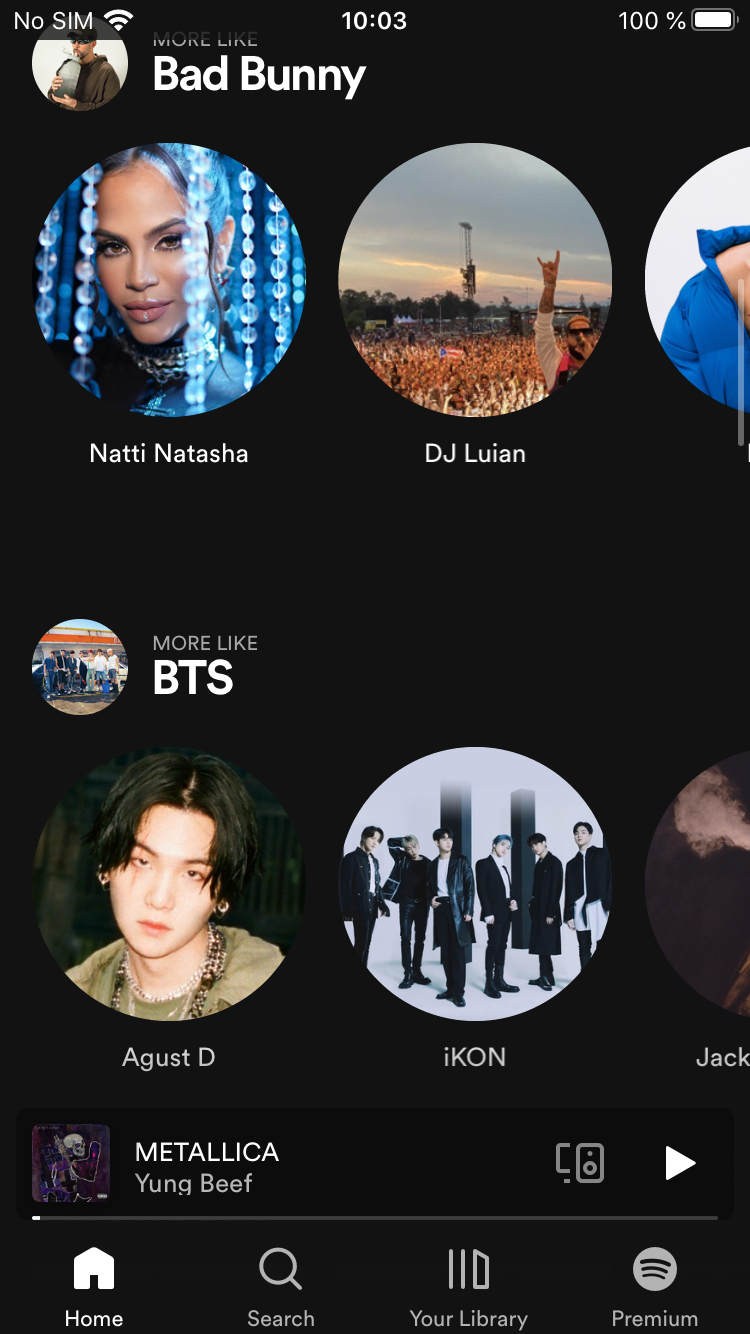 No SIM 10:03 100 %
MORE LIKE
Bad Bunny
Natti Natasha DJ Luian
MORE LIKE
BTS
Agust D iKON Jack
METALLICA
Yung Beef
Home Search Your Library Premium